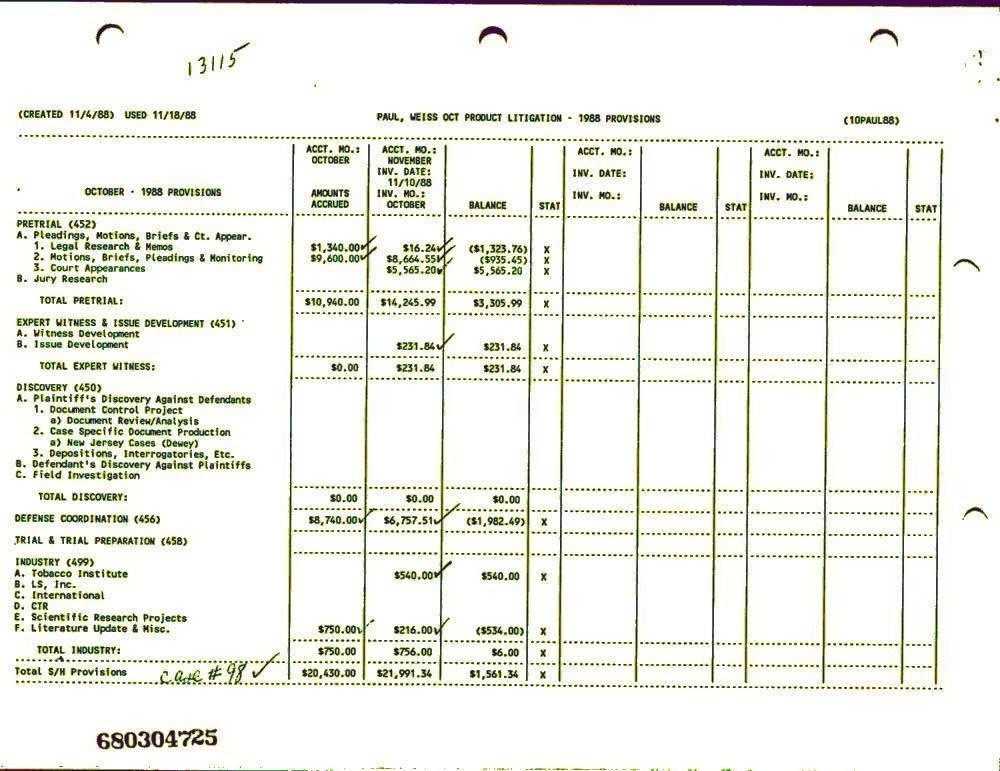 13115
(CREATED 11/4/88) USED 11/18/88 PAUL, WEISS OCT PRODUCT LITIGATION - 1988 PROVISIONS (10PAUL88)
ACCT. MO.: ACCT. MO.: ACCT. MO.: ACCT. MO.:
OCTOBER NOVEMBER
INV. DATE: INV. DATE: INV. DATE:
11/10/88
OCTOBER - 1988 PROVISIONS AMOUNTS INV. MO.: INV. MO.: INV. MO.:
ACCRUED OCTOBER BALANCE STAT BALANCE STAT BALANCE STAT
PRETRIAL (452)
A. Pleadings, Motions, Briefs & Ct. Appear.
1. Legal Research & Memos $1,340.00 $16.24 ($1,323.76) X
2. Motions, Briefs, Pleadings & Monitoring $9,600.00 $8,664.55 ($935.45) X
3. Court Appearances $5,565.20 $5,565.20 X
B. Jury Research
TOTAL PRETRIAL: $10,940.00 $14,245.99 $3,305.99 X
EXPERT WITNESS & ISSUE DEVELOPMENT (451)
A. Witness Development
B. Issue Development $231.84 $231.84 X
TOTAL EXPERT WITNESS: $0.00 $231.84 $231.84 X
DISCOVERY (450)
A. Plaintiff's Discovery Against Defendants
1. Document Control Project
a) Document Review/Analysis
2. Case Specific Document Production
a) New Jersey Cases (Dewey)
3. Depositions, Interrogatories, Etc.
B. Defendant's Discovery Against Plaintiffs
C. Field Investigation
TOTAL DISCOVERY: $0.00 $0.00 $0.00
DEFENSE COORDINATION (456) $8,740.00 $6,757.51 ($1,982.49) X
TRIAL & TRIAL PREPARATION (458)
INDUSTRY (499)
A. Tobacco Institute $540.00 $540.00 X
B. LS, Inc.
C. International
D. CTR
E. Scientific Research Projects
F. Literature Update & Misc. $750.00 $216.00 ($534.00) X
TOTAL INDUSTRY: $750.00 $756.00 $6.00 X
Total S/H Provisions case # 98 $20,430.00 $21,991.34 $1,561.34 X
680304725